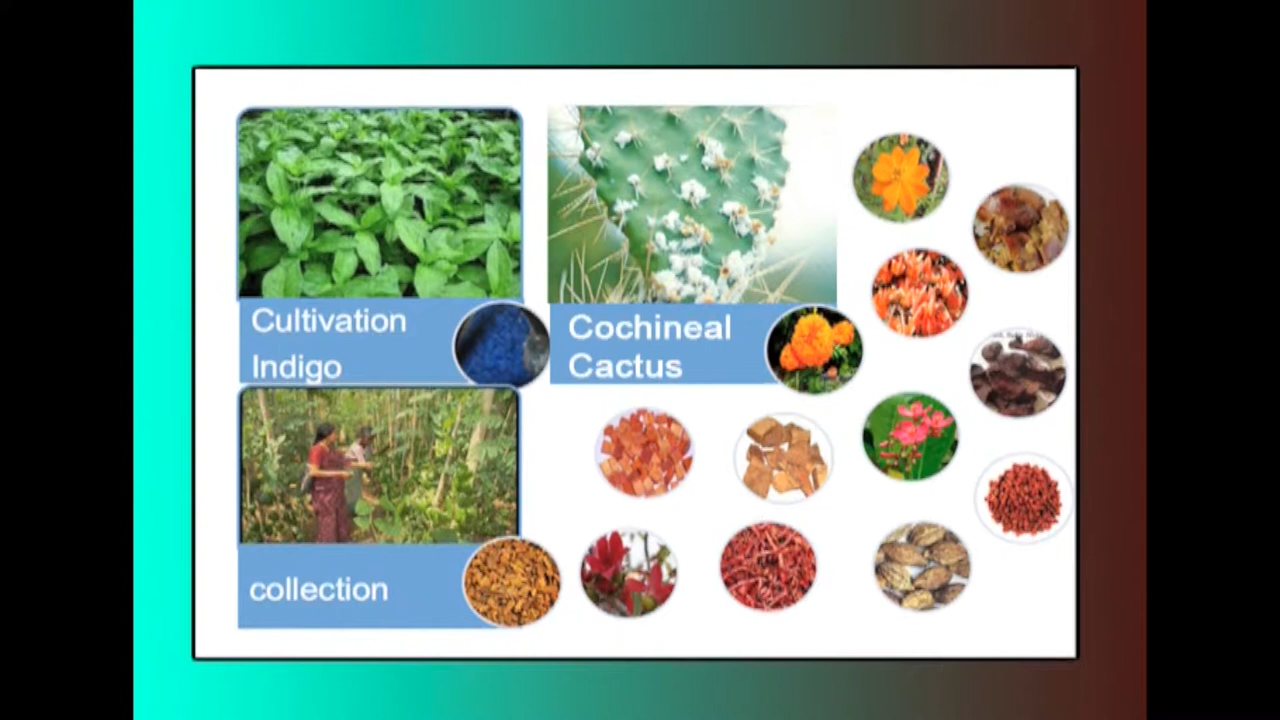 Cultivation
Indigo
Cochineal
Cactus
collection